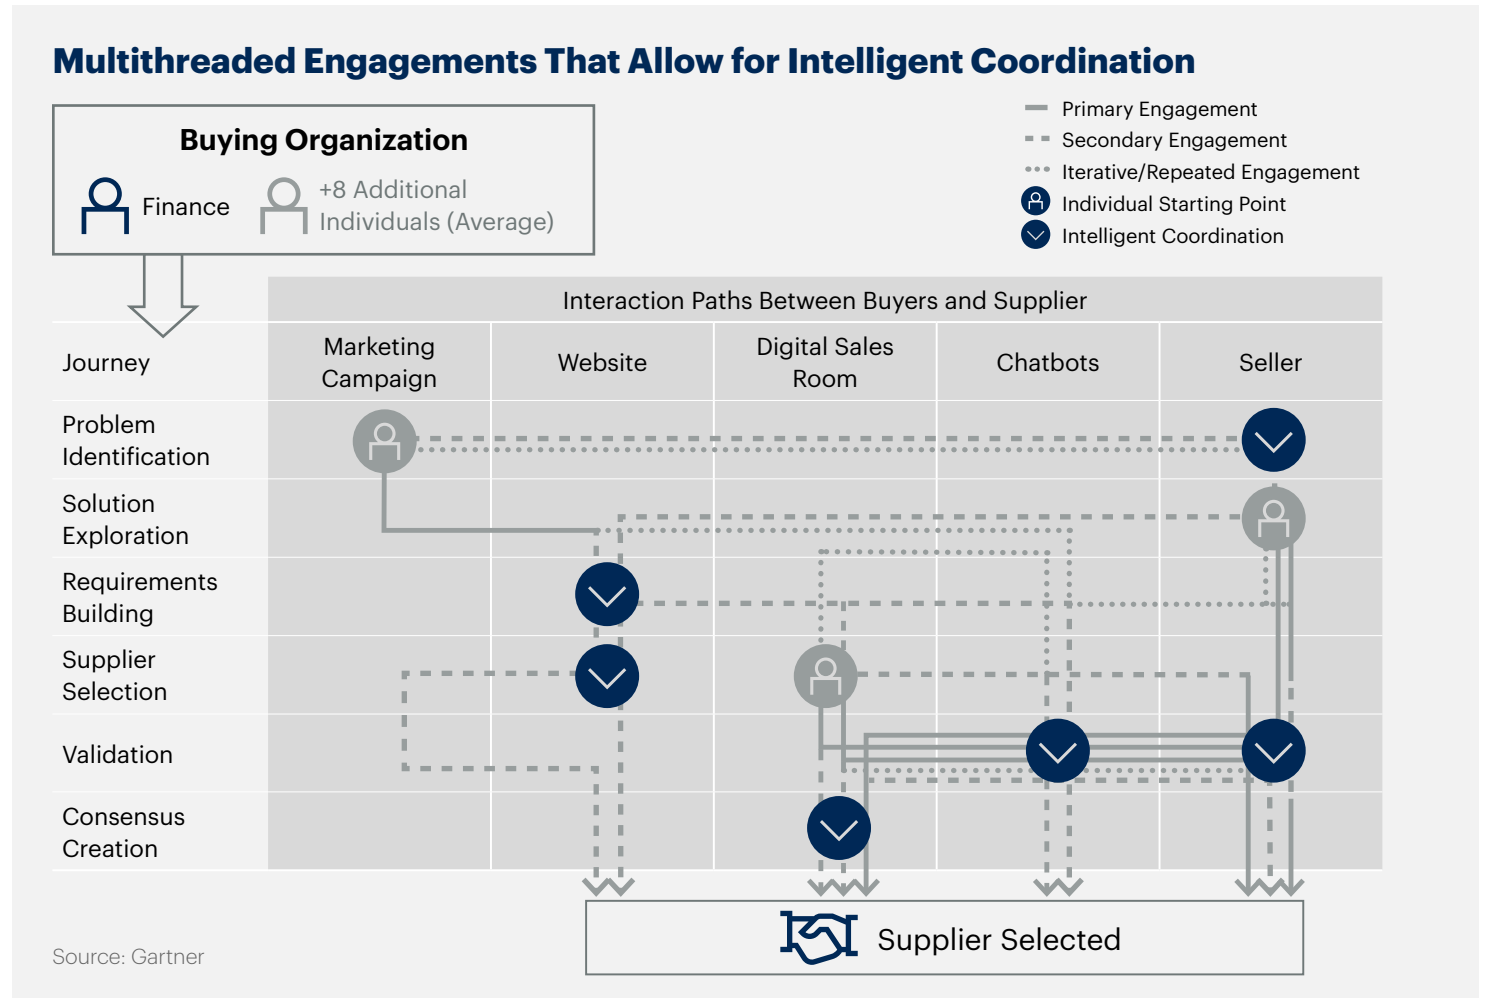 Multithreaded Engagements That Allow for Intelligent Coordination
Buying Organization
Finance
+8 Additional
Individuals (Average)
Primary Engagement
Secondary Engagement
Iterative/Repeated Engagement
Individual Starting Point
Intelligent Coordination
Interaction Paths Between Buyers and Supplier
Journey
Marketing
Campaign
Website
Digital Sales
Room
Chatbots
Seller
Problem
Identification
Solution
Exploration
Requirements
Building
Supplier
Selection
Validation
Consensus
Creation
Supplier Selected
Source: Gartner